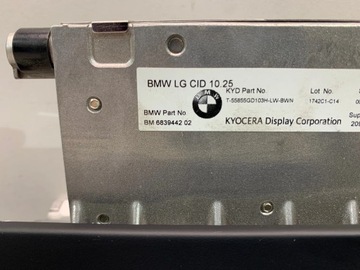 BMW LG CID 10.25
KYD Part No Lot No.
T-55855GD103H-LW-BWN 1742C1-C14
BMW Part No
BM 6839442 02 KYOCERA Display Corporation
BMW